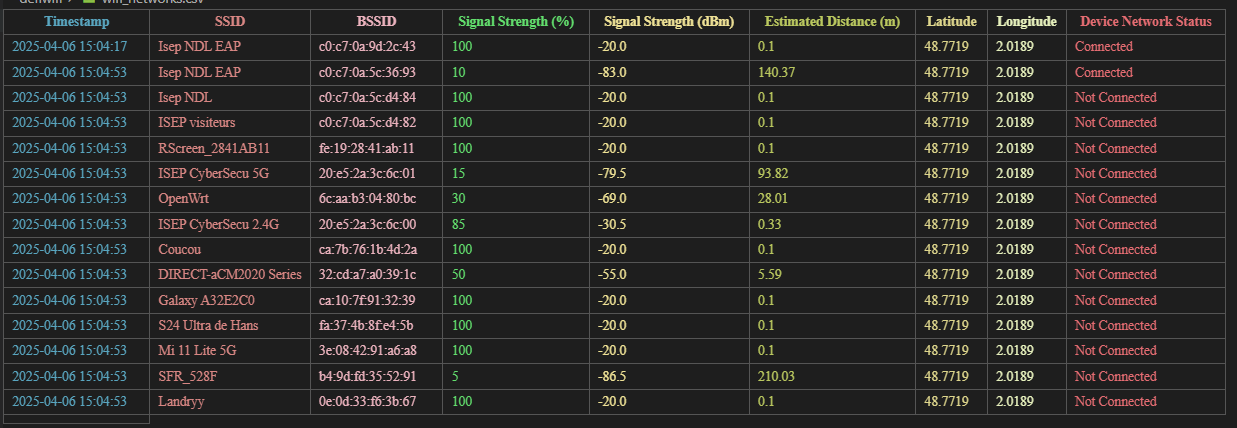 wifi_networks.csv
Timestamp SSID BSSID Signal Strength (%) Signal Strength (dBm) Estimated Distance (m) Latitude Longitude Device Network Status
2025-04-06 15:04:17 Isep NDL EAP c0:c7:0a:9d:2c:43 100 -20.0 0.1 48.7719 2.0189 Connected
2025-04-06 15:04:53 Isep NDL EAP c0:c7:0a:5c:36:93 10 -83.0 140.37 48.7719 2.0189 Connected
2025-04-06 15:04:53 Isep NDL c0:c7:0a:5c:d4:84 100 -20.0 0.1 48.7719 2.0189 Not Connected
2025-04-06 15:04:53 ISEP visiteurs c0:c7:0a:5c:d4:82 100 -20.0 0.1 48.7719 2.0189 Not Connected
2025-04-06 15:04:53 RScreen_2841AB11 fe:19:28:41:ab:11 100 -20.0 0.1 48.7719 2.0189 Not Connected
2025-04-06 15:04:53 ISEP CyberSecu 5G 20:e5:2a:3c:6c:01 15 -79.5 93.82 48.7719 2.0189 Not Connected
2025-04-06 15:04:53 OpenWrt 6c:aa:b3:04:80:bc 30 -69.0 28.01 48.7719 2.0189 Not Connected
2025-04-06 15:04:53 ISEP CyberSecu 2.4G 20:e5:2a:3c:6c:00 85 -30.5 0.33 48.7719 2.0189 Not Connected
2025-04-06 15:04:53 Coucou ca:7b:76:1b:4d:2a 100 -20.0 0.1 48.7719 2.0189 Not Connected
2025-04-06 15:04:53 DIRECT-aCM2020 Series 32:cd:a7:a0:39:1c 50 -55.0 5.59 48.7719 2.0189 Not Connected
2025-04-06 15:04:53 Galaxy A32E2C0 ca:10:7f:91:32:39 100 -20.0 0.1 48.7719 2.0189 Not Connected
2025-04-06 15:04:53 S24 Ultra de Hans fa:37:4b:8f:e4:5b 100 -20.0 0.1 48.7719 2.0189 Not Connected
2025-04-06 15:04:53 Mi 11 Lite 5G 3e:08:42:91:a6:a8 100 -20.0 0.1 48.7719 2.0189 Not Connected
2025-04-06 15:04:53 SFR_528F b4:9d:fd:35:52:91 5 -86.5 210.03 48.7719 2.0189 Not Connected
2025-04-06 15:04:53 Landryy 0e:0d:33:f6:3b:67 100 -20.0 0.1 48.7719 2.0189 Not Connected